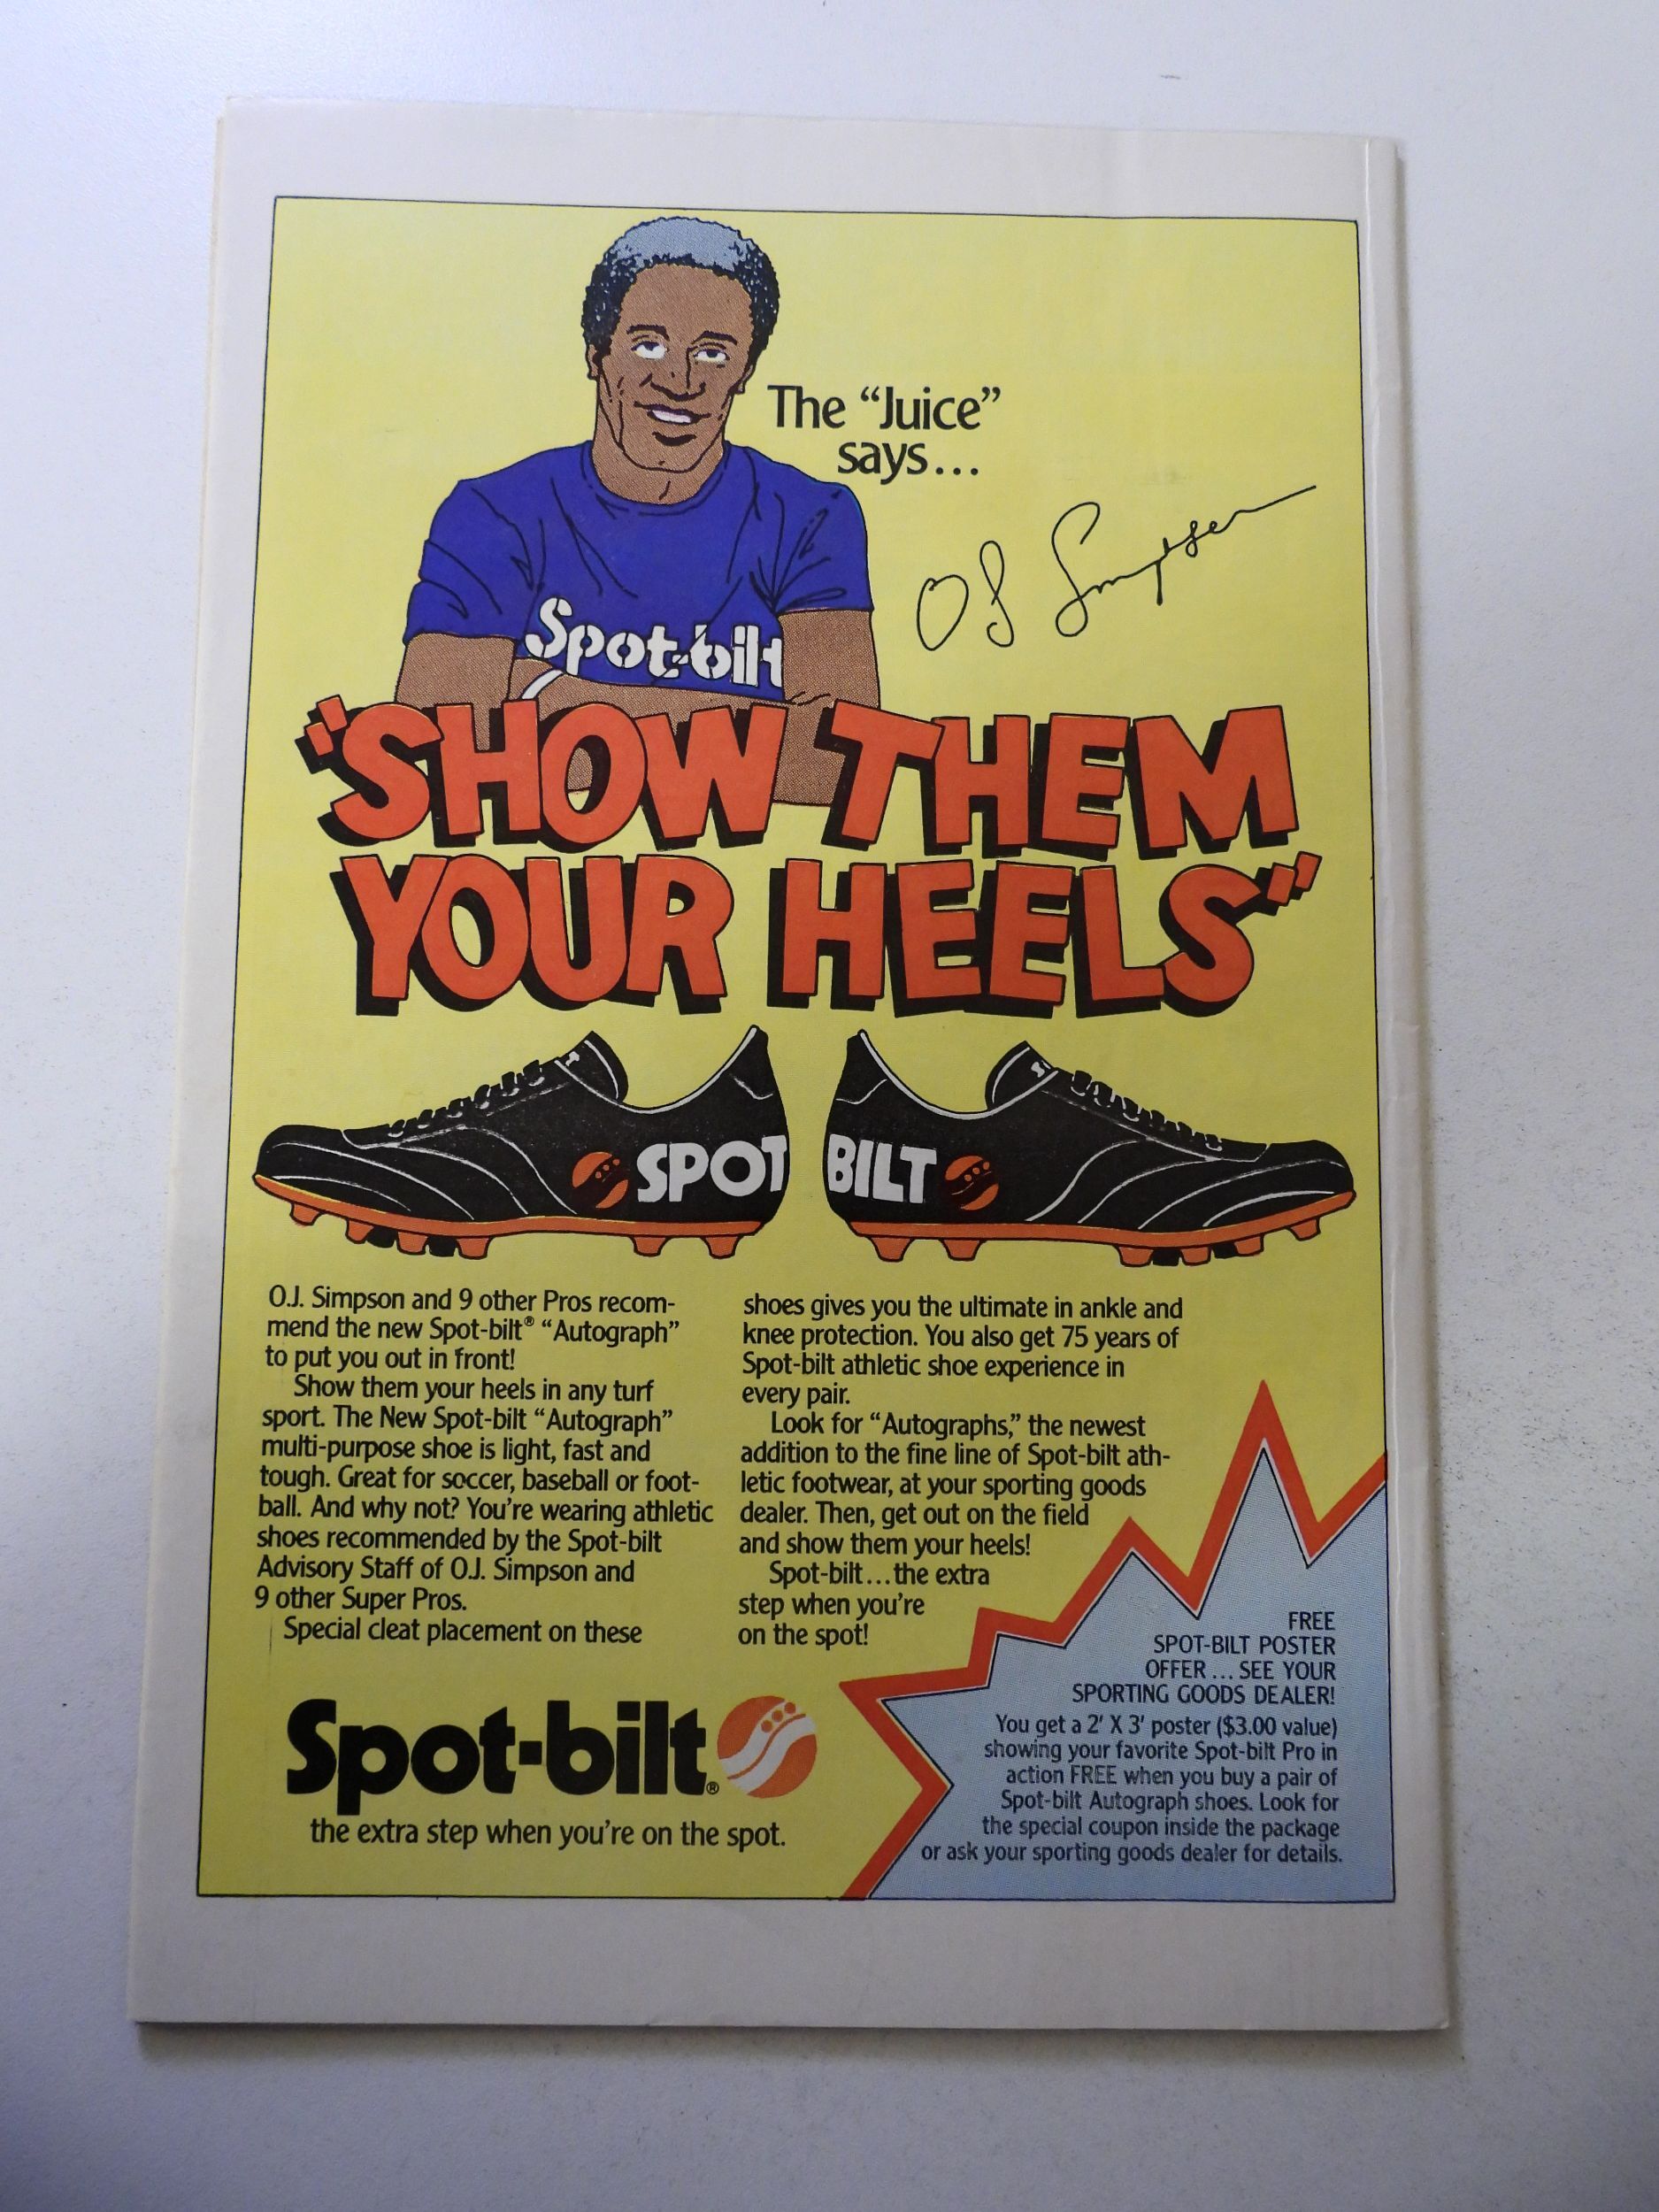 The “Juice”
says...
OJ Simpson
Spot-bilt
“SHOW THEM
YOUR HEELS”
SPOT BILT
O.J. Simpson and 9 other Pros recom-
mend the new Spot-bilt® “Autograph”
to put you out in front!
Show them your heels in any turf
sport. The New Spot-bilt “Autograph”
multi-purpose shoe is light, fast and
tough. Great for soccer, baseball or foot-
ball. And why not? You’re wearing athletic
shoes recommended by the Spot-bilt
Advisory Staff of O.J. Simpson and
9 other Super Pros.
Special cleat placement on these
shoes gives you the ultimate in ankle and
knee protection. You also get 75 years of
Spot-bilt athletic shoe experience in
every pair.
Look for “Autographs,” the newest
addition to the fine line of Spot-bilt ath-
letic footwear, at your sporting goods
dealer. Then, get out on the field
and show them your heels!
Spot-bilt...the extra
step when you’re
on the spot!
Spot-bilt®
the extra step when you’re on the spot.
FREE
SPOT-BILT POSTER
OFFER ... SEE YOUR
SPORTING GOODS DEALER!
You get a 2′ X 3′ poster ($3.00 value)
showing your favorite Spot-bilt Pro in
action FREE when you buy a pair of
Spot-bilt Autograph shoes. Look for
the special coupon inside the package
or ask your sporting goods dealer for details.